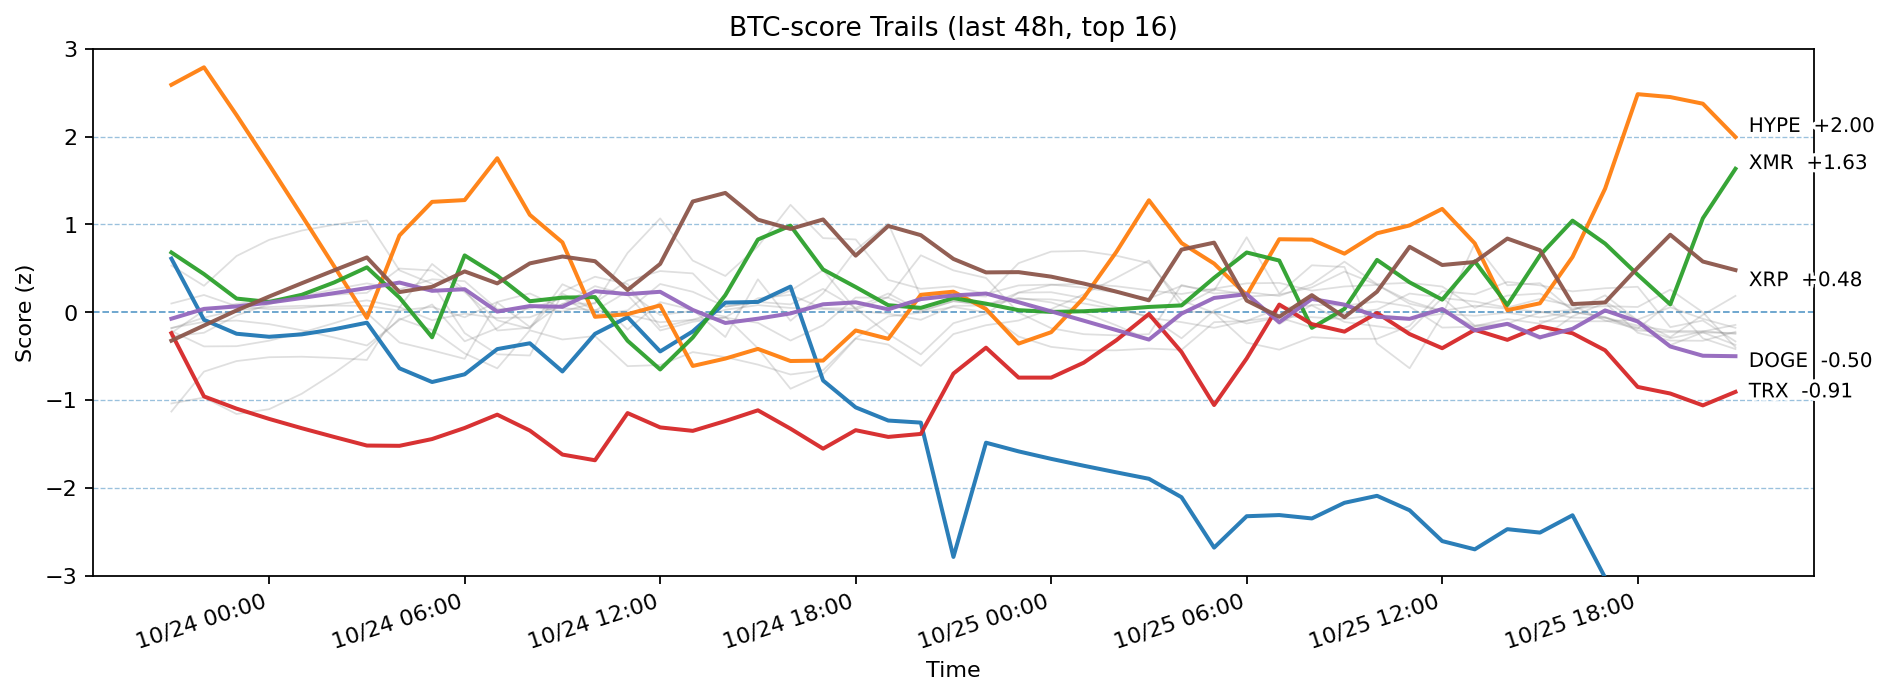 BTC-score Trails (last 48h, top 16)
Score (z)
3
2
1
0
−1
−2
−3
HYPE +2.00
XMR +1.63
XRP +0.48
DOGE -0.50
TRX -0.91
10/24 00:00
10/24 06:00
10/24 12:00
10/24 18:00
10/25 00:00
10/25 06:00
10/25 12:00
10/25 18:00
Time